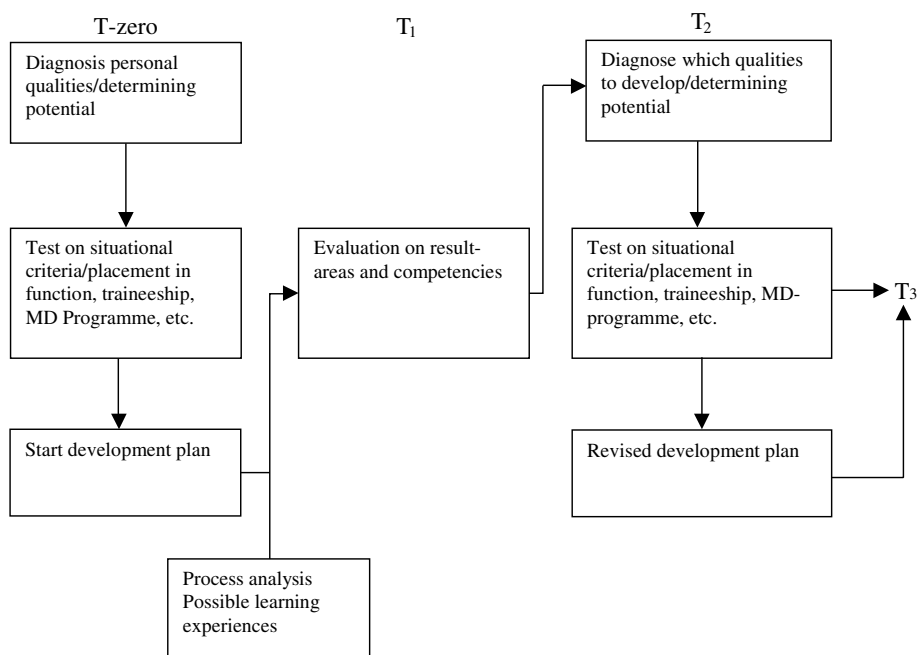 T-zero
T₁
T₂
Diagnosis personal
qualities/determining
potential
Diagnose which qualities
to develop/determining
potential
Test on situational
criteria/placement in
function, traineeship,
MD Programme, etc.
Evaluation on result-
areas and competencies
Test on situational
criteria/placement in
function, traineeship, MD-
programme, etc.
T₃
Start development plan
Revised development plan
Process analysis
Possible learning
experiences